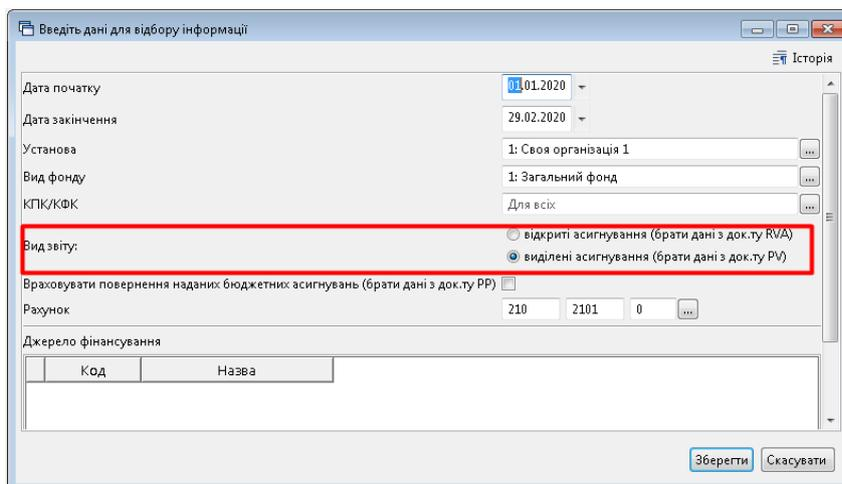 Введіть дані для відбору інформації
Історія
Дата початку 01.01.2020
Дата закінчення 29.02.2020
Установа 1: Своя організація 1 ...
Вид фонду 1: Загальний фонд ...
КПК/КФК Для всіх ...
відкриті асигнування (брати дані з док.ту RVA)
Вид звіту:
виділені асигнування (брати дані з док.ту PV)
Враховувати повернення наданих бюджетних асигнувань (брати дані з док.ту PP)
Рахунок 210 2101 0 ...
Джерело фінансування
Код Назва
Зберегти Скасувати